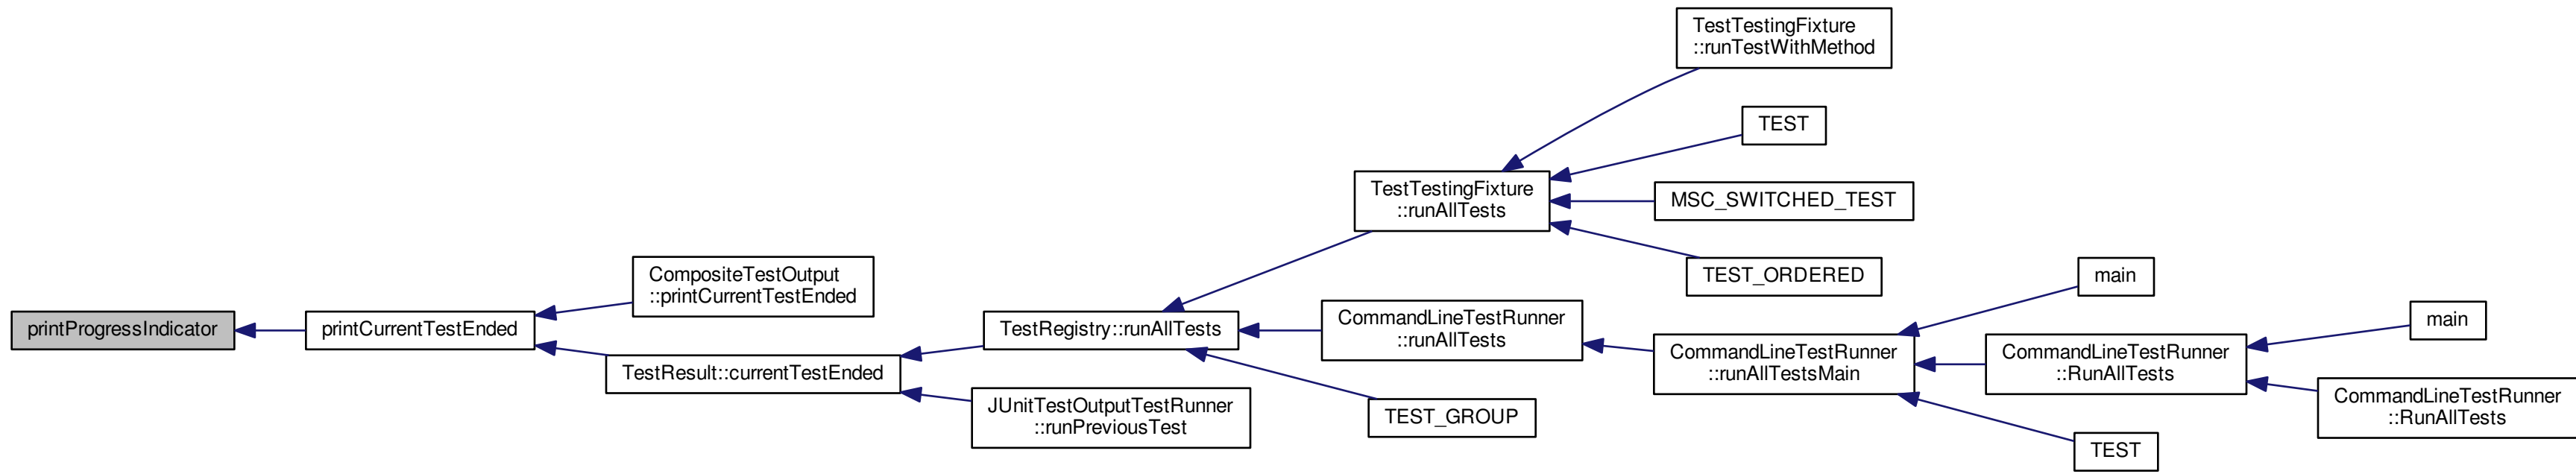 TestTestingFixture
::runTestWithMethod
TEST
TestTestingFixture
::runAllTests
MSC_SWITCHED_TEST
TEST_ORDERED
CompositeTestOutput
::printCurrentTestEnded
main
printProgressIndicator
printCurrentTestEnded
TestRegistry::runAllTests
CommandLineTestRunner
::runAllTests
main
TestResult::currentTestEnded
CommandLineTestRunner
::runAllTestsMain
CommandLineTestRunner
::RunAllTests
JUnitTestOutputTestRunner
::runPreviousTest
TEST_GROUP
CommandLineTestRunner
::RunAllTests
TEST